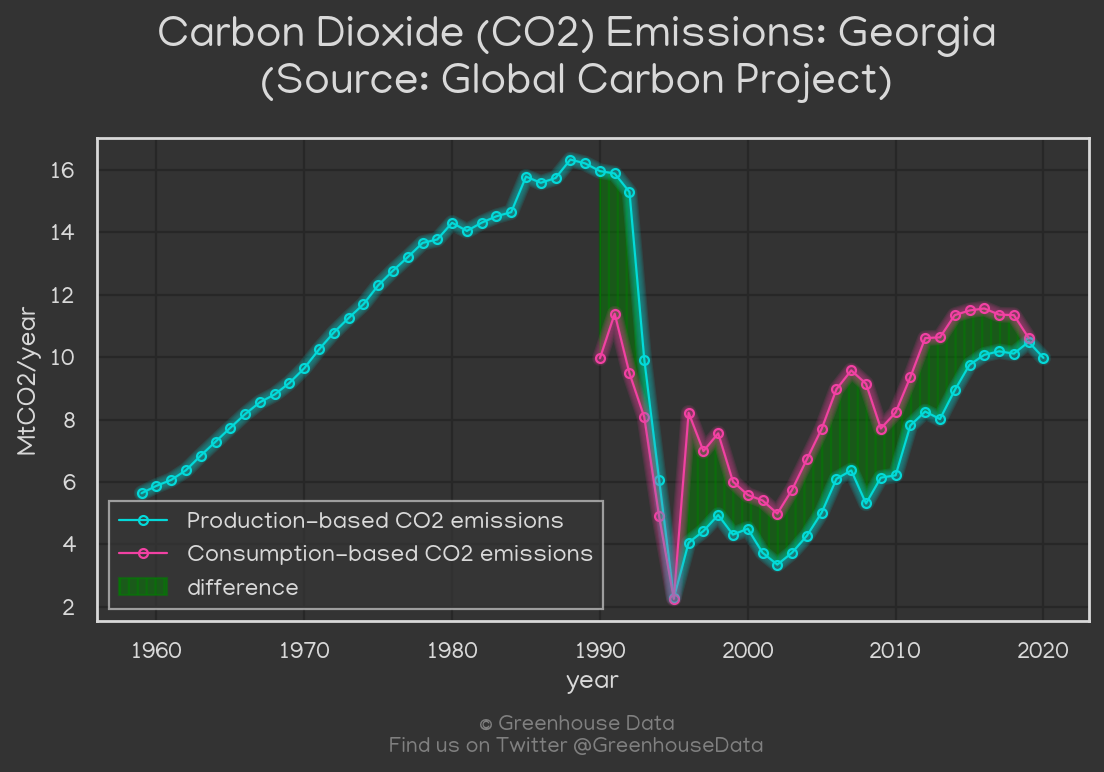 Carbon Dioxide (CO2) Emissions: Georgia
(Source: Global Carbon Project)
16
14
12
10
8
6
4
2
MtCO2/year
Production-based CO2 emissions
Consumption-based CO2 emissions
difference
1960 1970 1980 1990 2000 2010 2020
year
© Greenhouse Data
Find us on Twitter @GreenhouseData